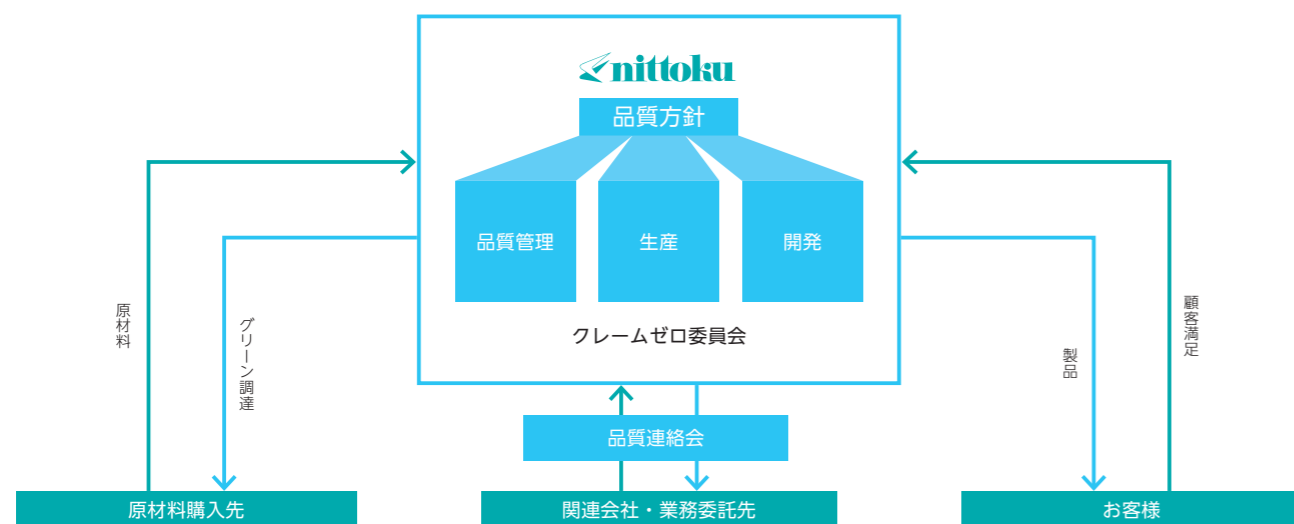 nittoku
品質方針
品質管理
生産
開発
クレームゼロ委員会
原材料
グリーン調達
製品
顧客満足
品質連絡会
原材料購入先
関連会社・業務委託先
お客様